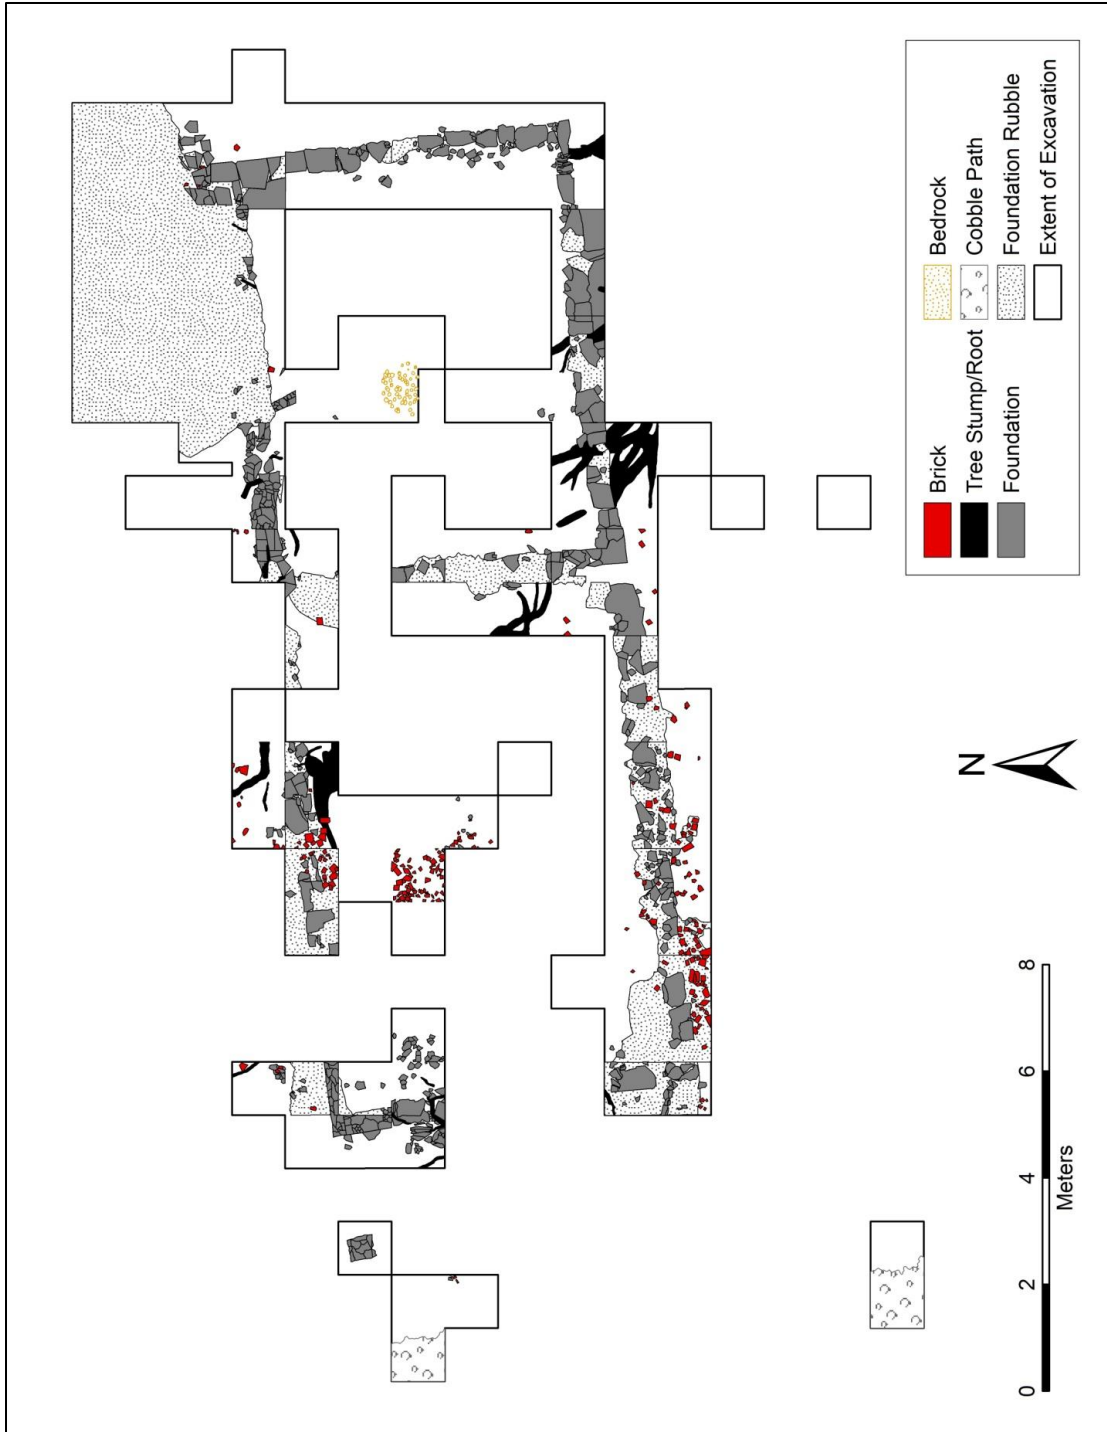 N
Brick
Tree Stump/Root
Foundation
Bedrock
Cobble Path
Foundation Rubble
Extent of Excavation
0 2 4 6 8
Meters